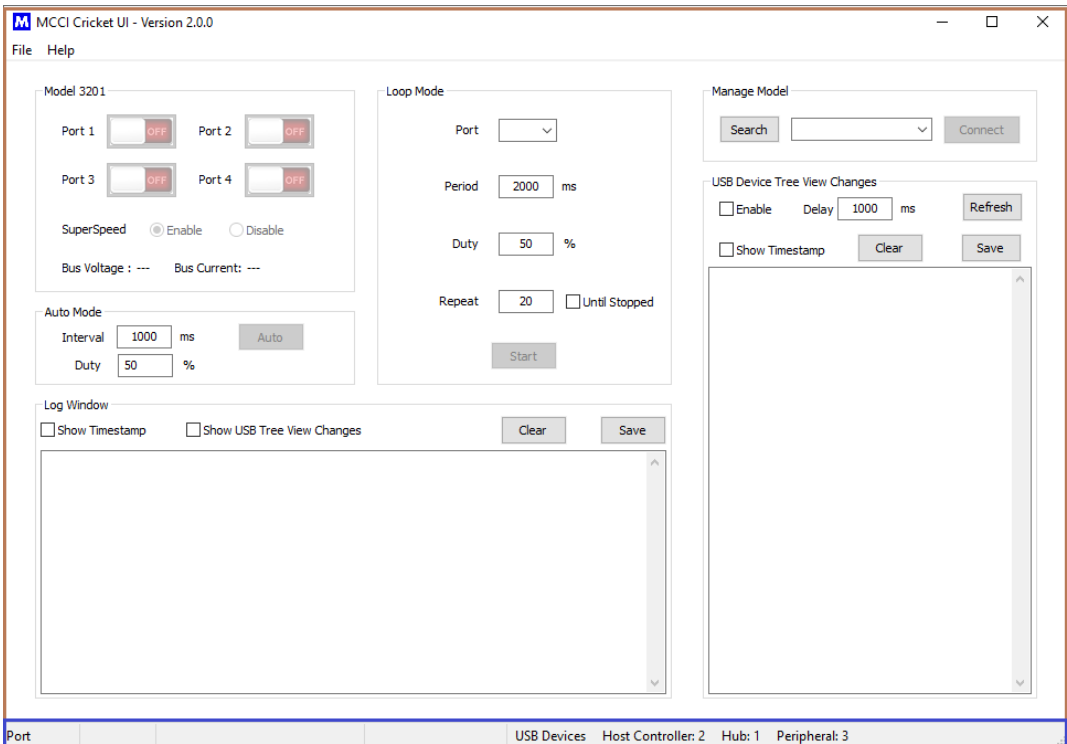 M MCCI Cricket UI - Version 2.0.0
File Help
Model 3201
Port 1 OFF Port 2 OFF
Port 3 OFF Port 4 OFF
SuperSpeed Enable Disable
Bus Voltage : --- Bus Current: ---
Auto Mode
Interval 1000 ms Auto
Duty 50 %
Loop Mode
Port
Period 2000 ms
Duty 50 %
Repeat 20 Until Stopped
Start
Manage Model
Search Connect
USB Device Tree View Changes
Enable Delay 1000 ms Refresh
Show Timestamp Clear Save
Log Window
Show Timestamp Show USB Tree View Changes Clear Save
Port USB Devices Host Controller: 2 Hub: 1 Peripheral: 3